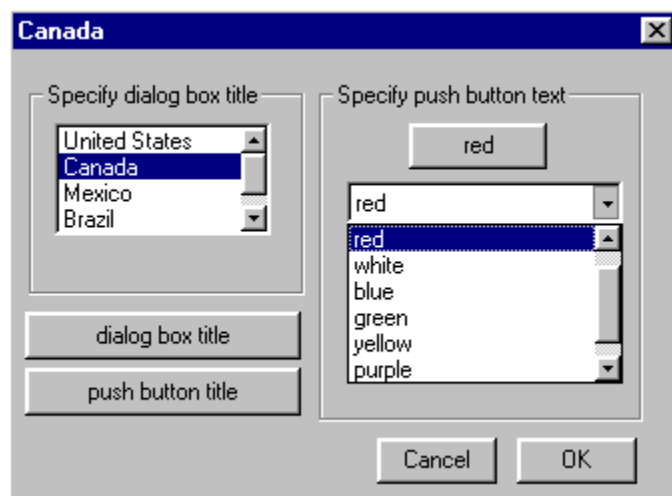 Canada
Specify dialog box title
United States
Canada
Mexico
Brazil
dialog box title
push button title
Specify push button text
red
red
red
white
blue
green
yellow
purple
Cancel
OK